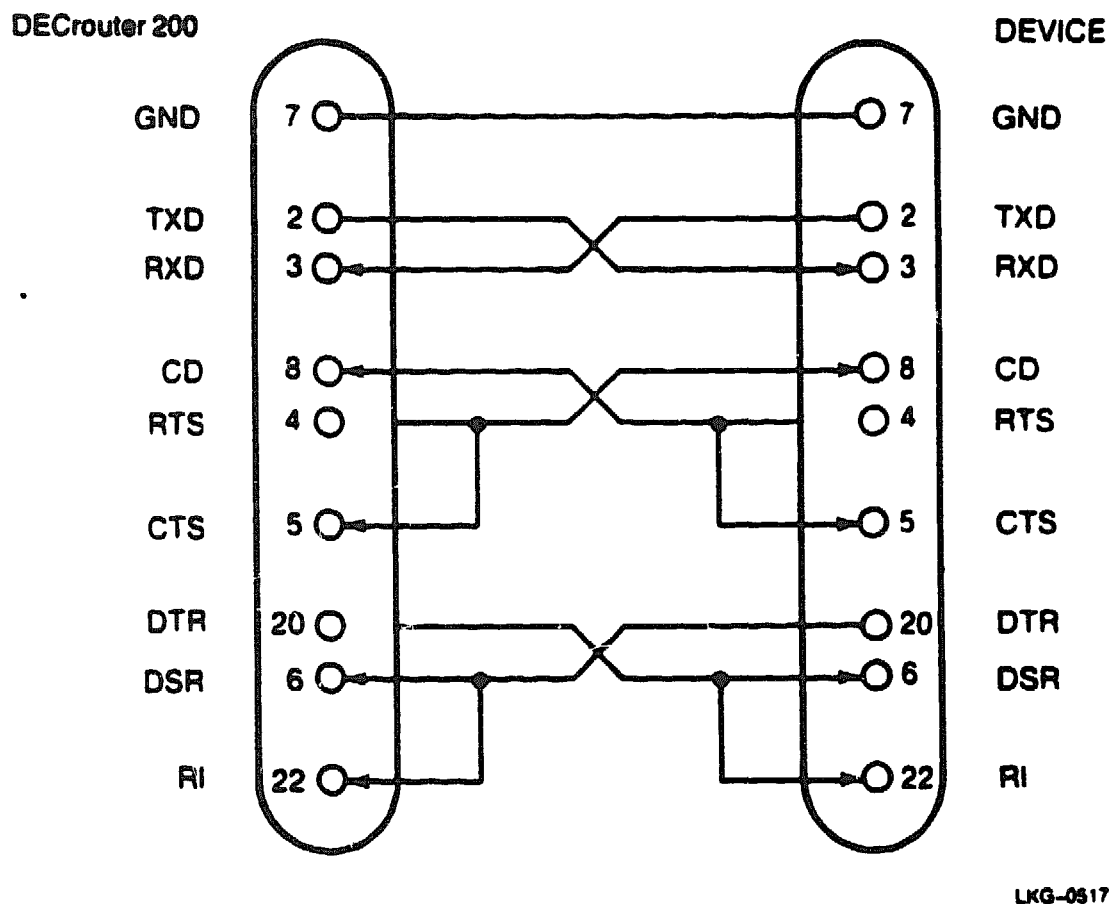 DECrouter 200 DEVICE
GND 7 7 GND
TXD 2 2 TXD
RXD 3 3 RXD
CD 8 8 CD
RTS 4 4 RTS
CTS 5 5 CTS
DTR 20 20 DTR
DSR 6 6 DSR
RI 22 22 RI
LKG-0517